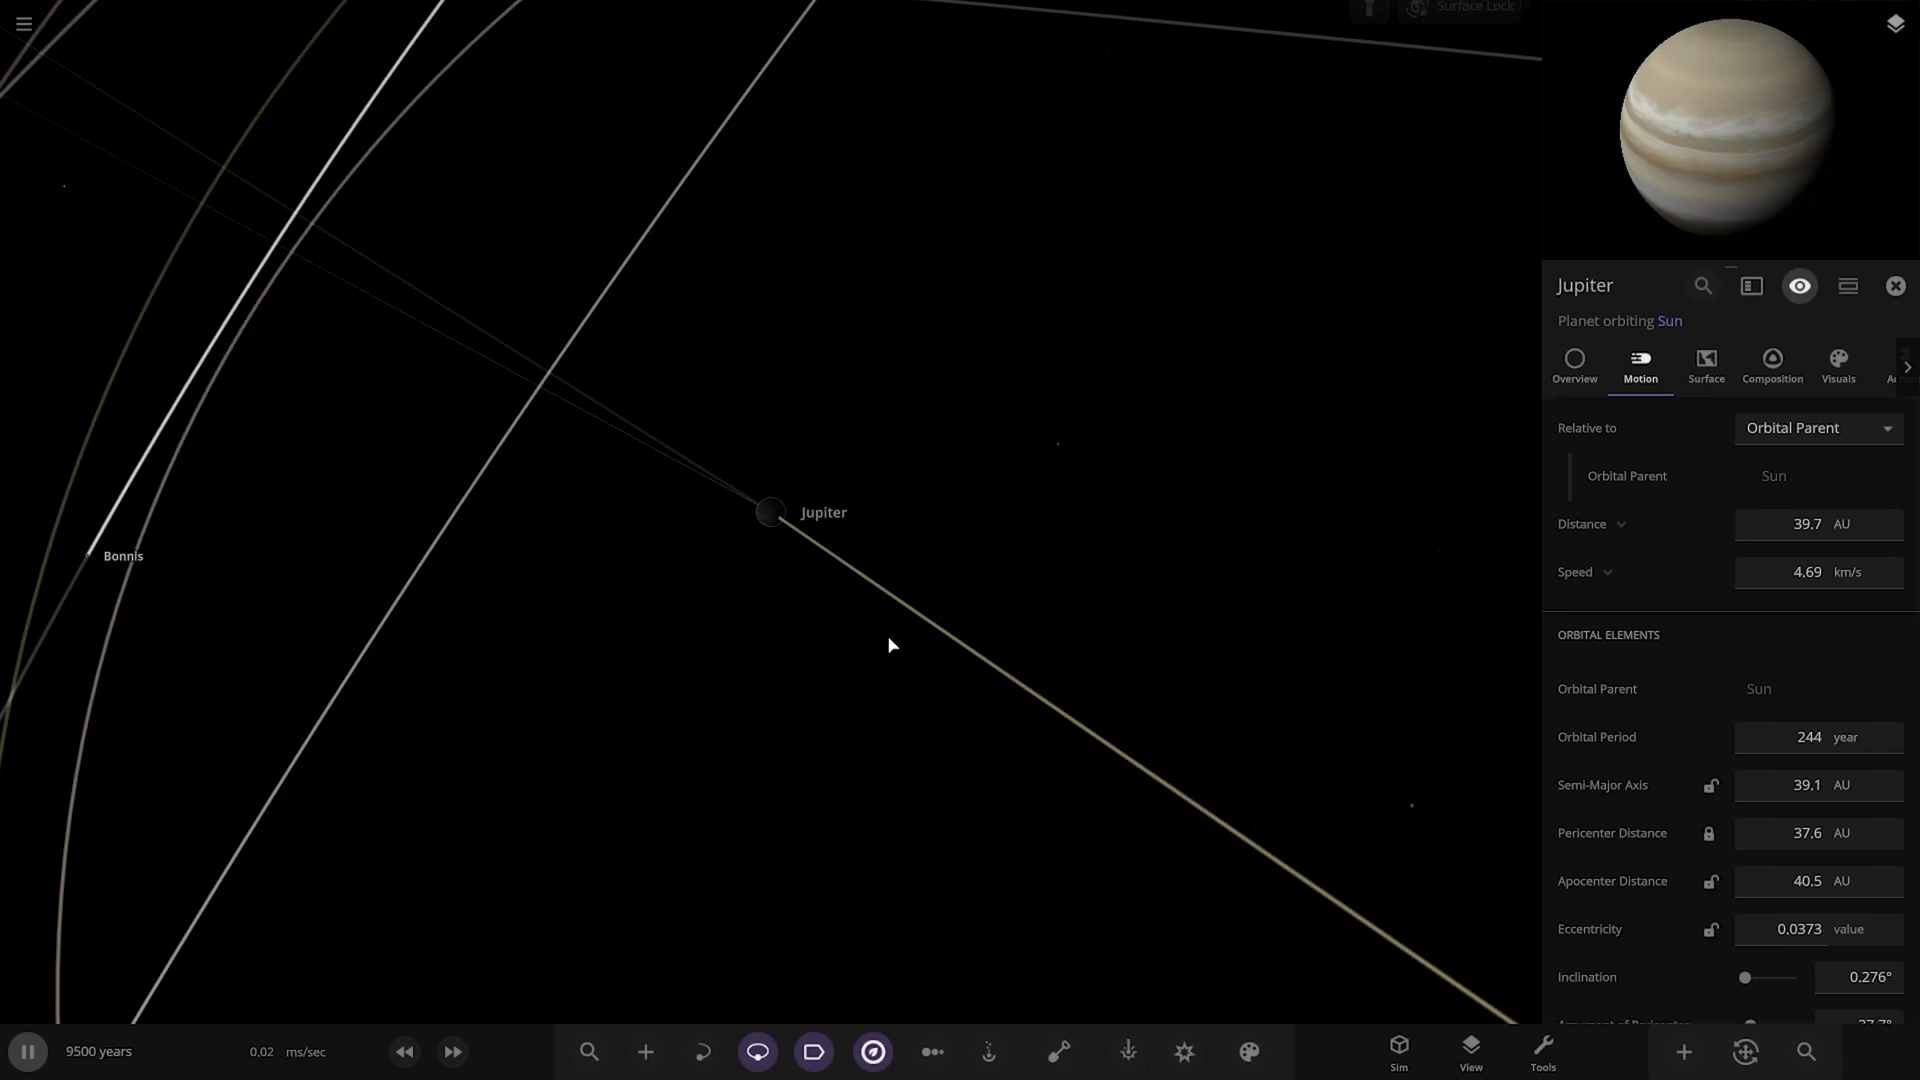 Surface Lock
Jupiter
Planet orbiting Sun
Overview
Motion
Surface
Composition
Visuals
Relative to
Orbital Parent
Orbital Parent
Sun
Distance
39.7 AU
Speed
4.69 km/s
ORBITAL ELEMENTS
Orbital Parent
Sun
Orbital Period
244 year
Semi-Major Axis
39.1 AU
Pericenter Distance
37.6 AU
Apocenter Distance
40.5 AU
Eccentricity
0.0373 value
Inclination
0.276°
Jupiter
Bonnis
9500 years
0.02 ms/sec
Sim
View
Tools